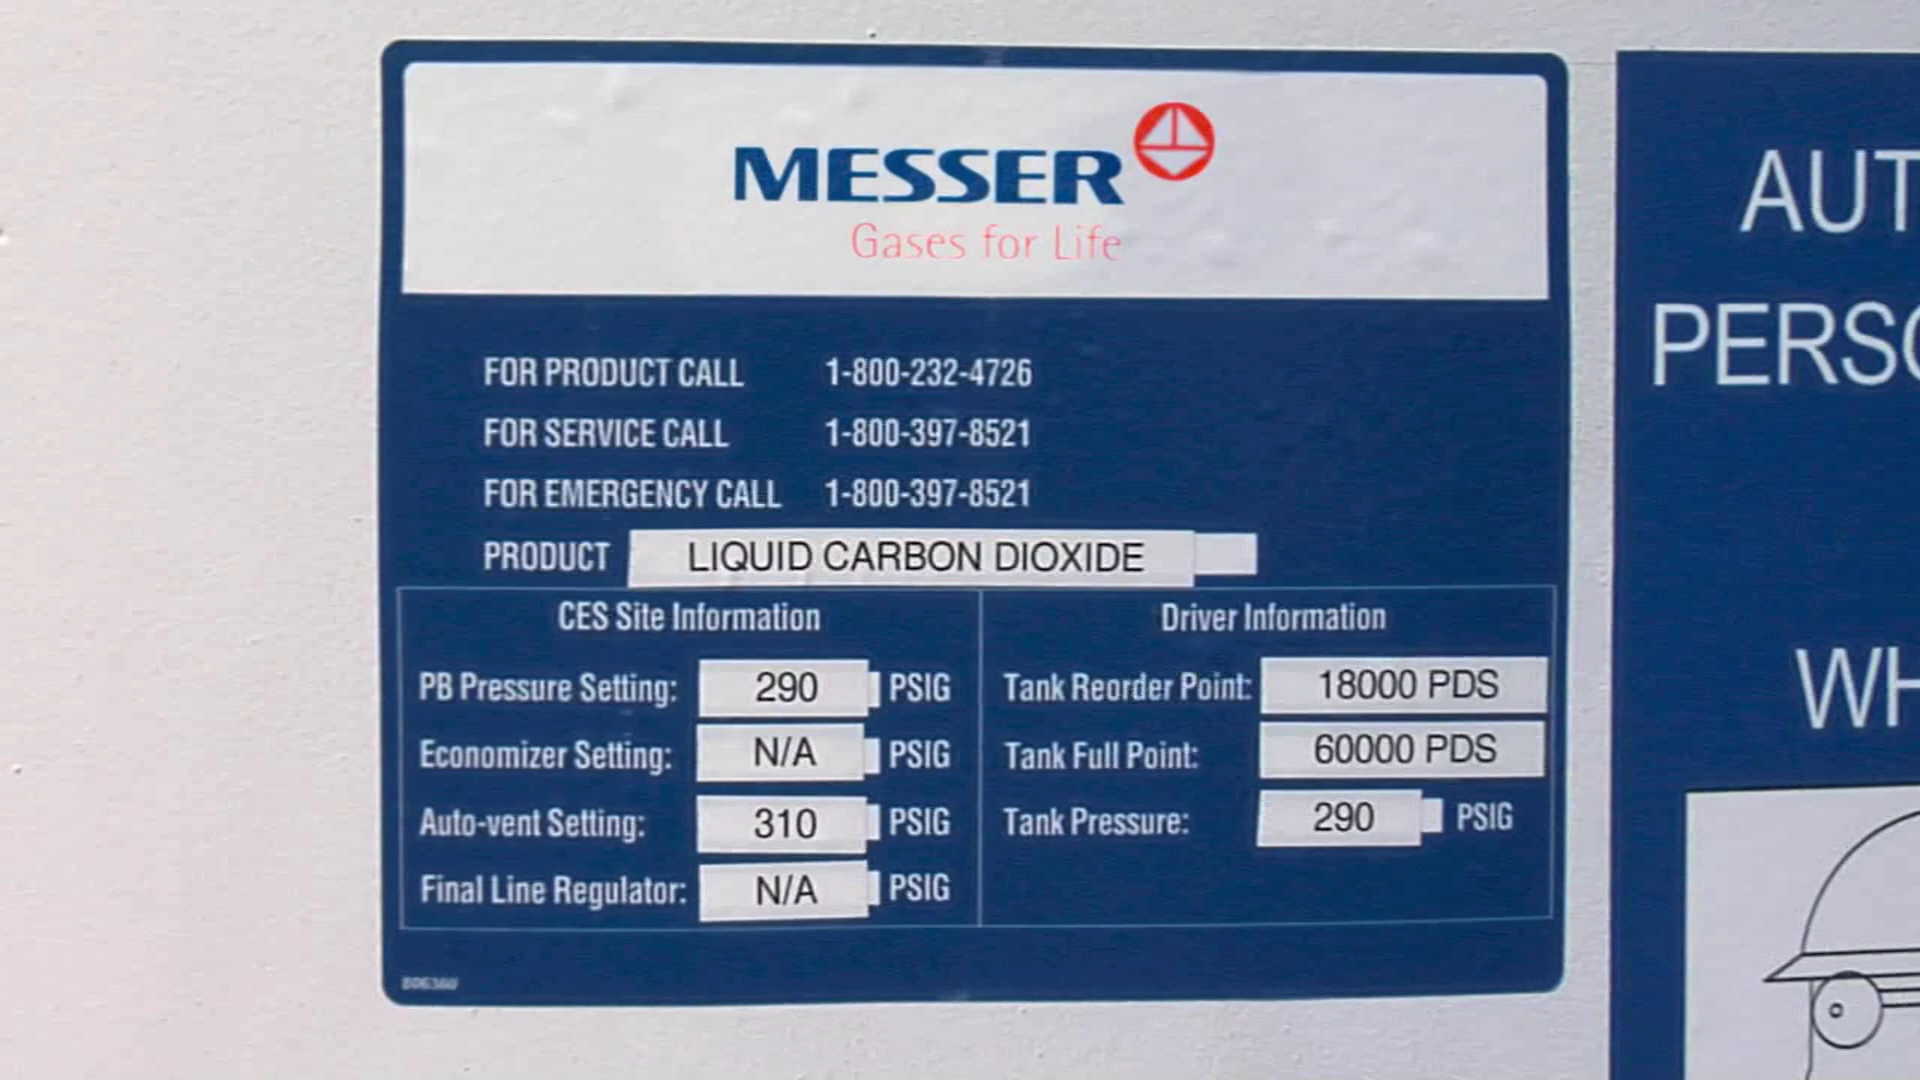 MESSER
Gases for Life
FOR PRODUCT CALL 1-800-232-4726
FOR SERVICE CALL 1-800-397-8521
FOR EMERGENCY CALL 1-800-397-8521
PRODUCT LIQUID CARBON DIOXIDE
CES Site Information
PB Pressure Setting: 290 PSIG
Economizer Setting: N/A PSIG
Auto-vent Setting: 310 PSIG
Final Line Regulator: N/A PSIG
Driver Information
Tank Reorder Point: 18000 PDS
Tank Full Point: 60000 PDS
Tank Pressure: 290 PSIG
AUT
PERSO
WH